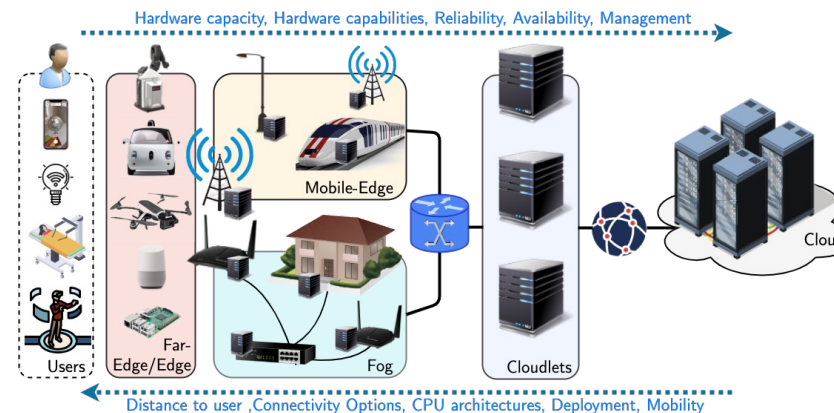 Hardware capacity, Hardware capabilities, Reliability, Availability, Management
Mobile-Edge
Users
Far-
Edge/Edge
Fog
Cloudlets
Clou
Distance to user ,Connectivity Options, CPU architectures, Deployment, Mobility